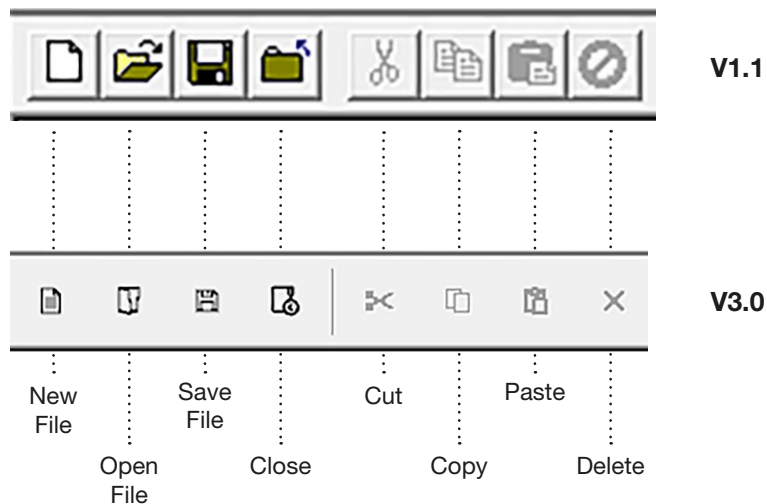 V1.1
V3.0
New
File
Open
File
Save
File
Close
Cut
Copy
Paste
Delete